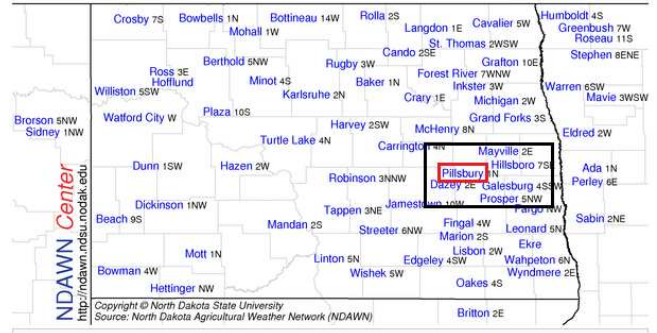 Crosby 7S Bowbells 1N Bottineau 14W Rolla 2S Cavalier 5W Humboldt 4S
Mohall 1W Langdon 1E Greenbush 7W
Roseau 11S
St. Thomas 2WSW
Cando 2SE Stephen 8ENE
Berthold 5NW Rugby 3W Grafton 10E
Ross 3E Forest River 7WNW
Hofflund Minot 4S Baker 1N Inkster 3W
Williston 5SW Karlsruhe 2N Crary 1E Michigan 2W Warren 6SW
Mavie 3WSW
Watford City W Plaza 10S Grand Forks 3S
Brorson 5NW Harvey 2SW McHenry 8N Eldred 2W
Sidney 1NW
Turtle Lake 4N Carrington 4N Mayville 2E
Dunn 1SW Hazen 2W Hillsboro 7S Ada 1N
Robinson 3NNW Pillsbury 1N Perley 6E
Dazey 2E Galesburg 4SSW
Dickinson 1NW Jamestown 10W Prosper 5NW
Beach 9S Tappen 3NE Fargo NW Sabin 2NE
Mandan 2S Streeter 6NW Fingal 4W Leonard 5N
Marion 2S
Mott 1N Linton 5N Lisbon 2W Ekre
Bowman 4W Wishek 5W Edgeley 4SW Wahpeton 6N
Wyndmere 2E
Hettinger NW Oakes 4S
Britton 2E
NDAWN Center
http://ndawn.ndsu.nodak.edu
Copyright © North Dakota State University
Source: North Dakota Agricultural Weather Network (NDAWN)